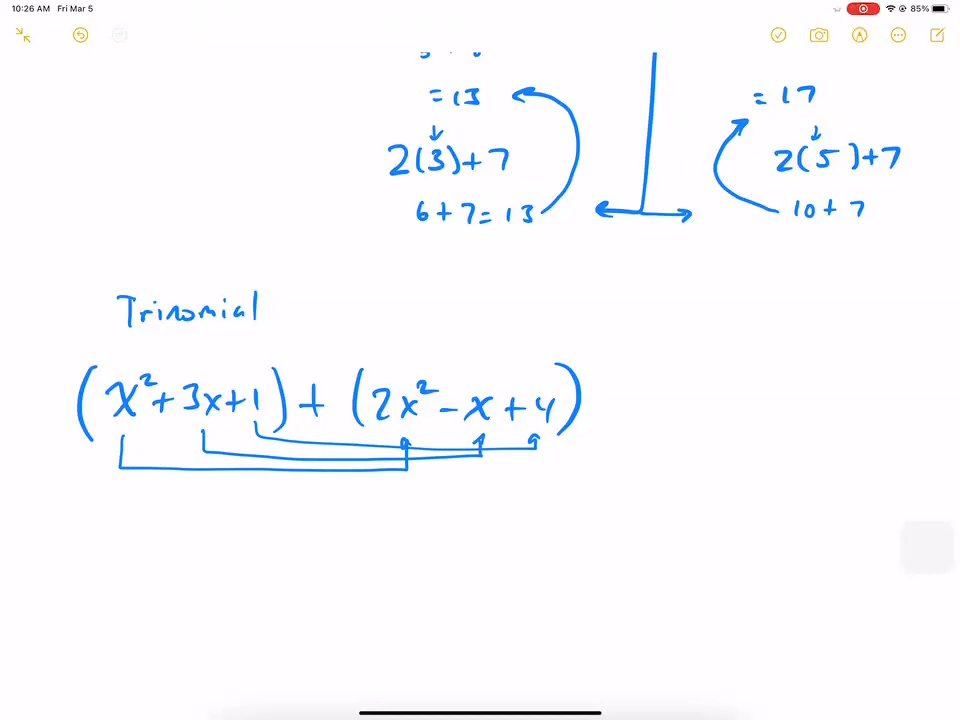 10:26 AM Fri Mar 5
85%
= 13
= 17
2(3)+7
2(5)+7
6+7=13
10+7
Trinomial
(x²+3x+1)+(2x²-x+4)